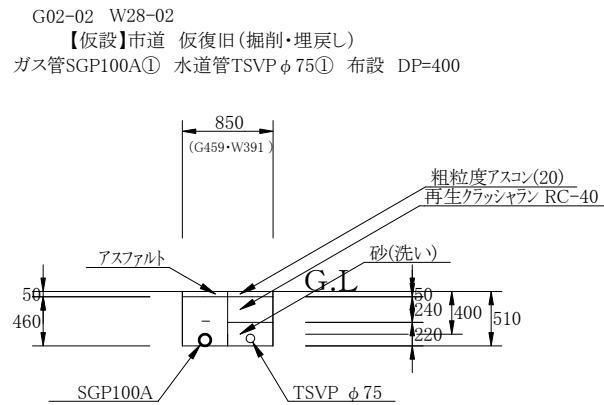 G02-02 W28-02
【仮設】市道 仮復旧(掘削・埋戻し)
ガス管SGP100A① 水道管TSVPφ75① 布設 DP=400
850
(G459・W391)
粗粒度アスコン(20)
再生クラッシャラン RC-40
砂(洗い)
アスファルト
G.L
50
460
50
240
220
400
510
SGP100A
TSVP φ75